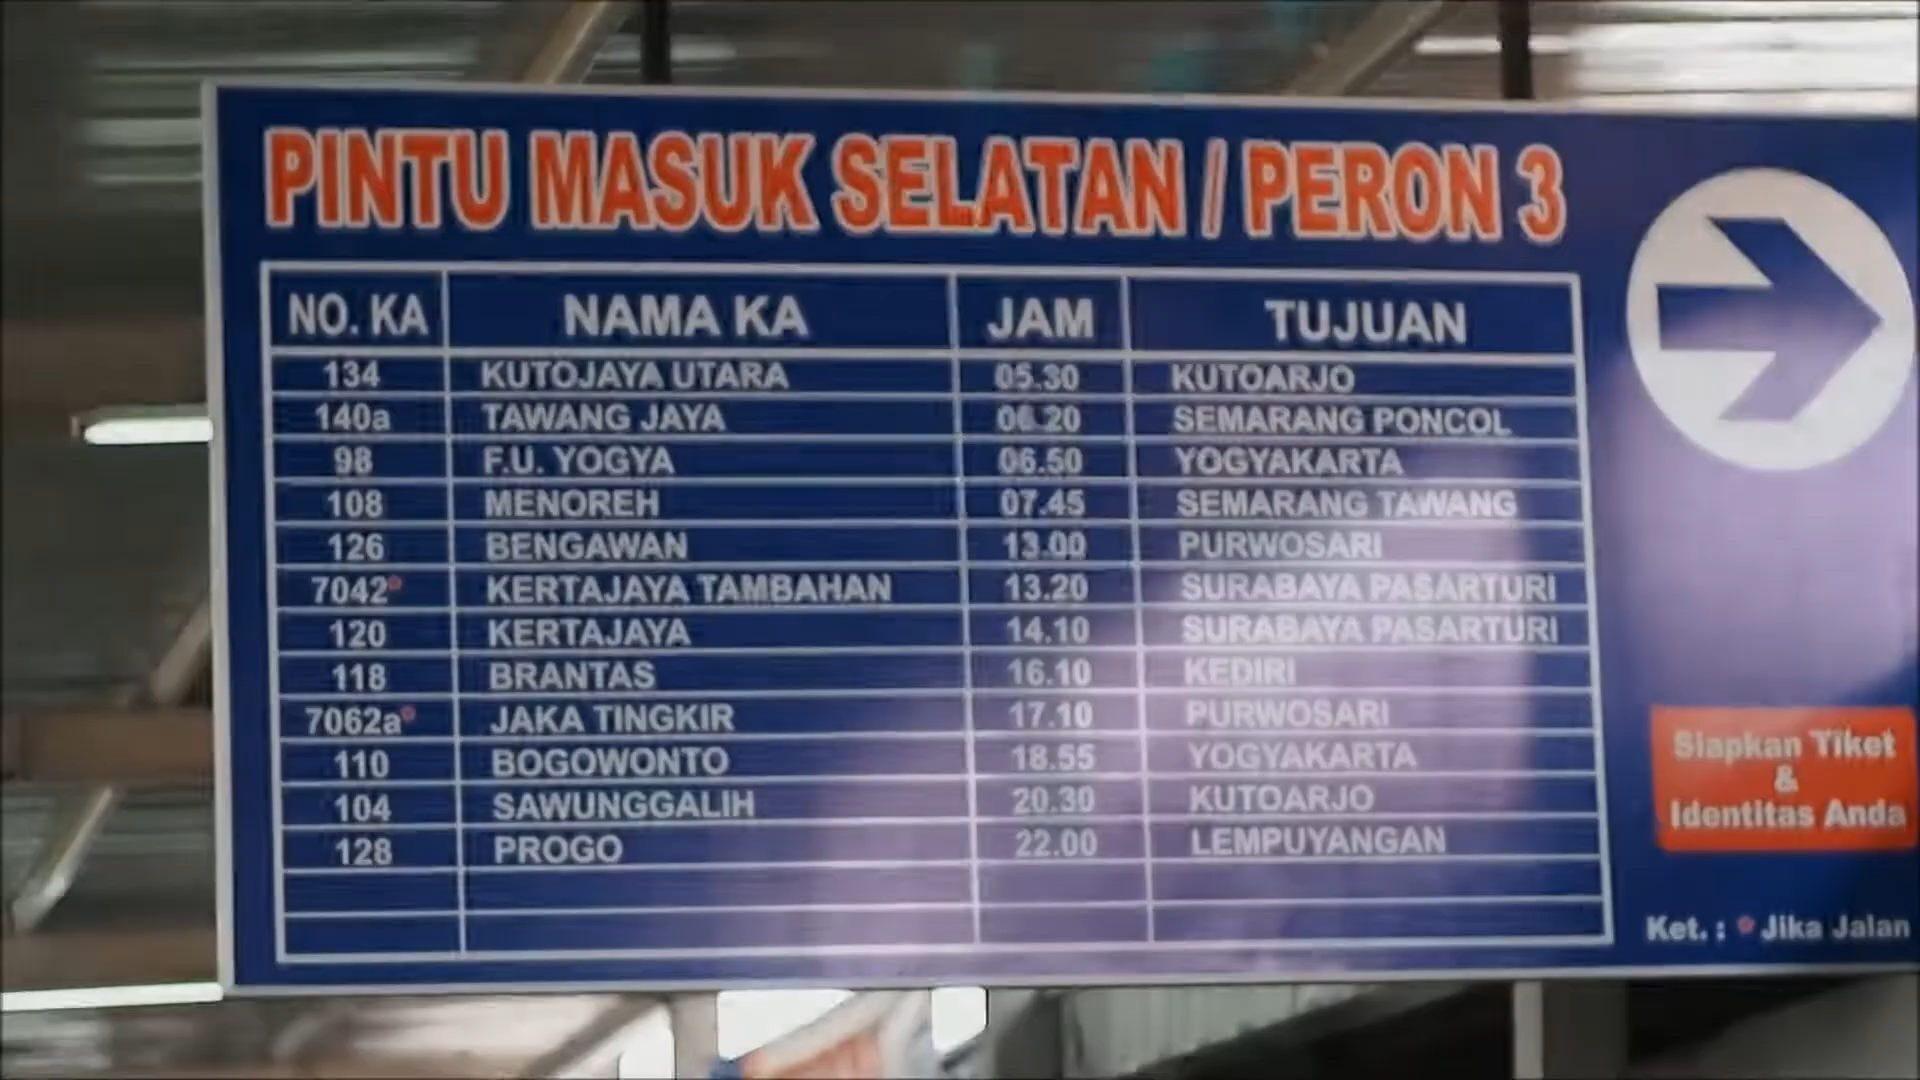 PINTU MASUK SELATAN / PERON 3
NO. KA NAMA KA JAM TUJUAN
134 KUTOJAYA UTARA 05.30 KUTOARJO
140a TAWANG JAYA 06.20 SEMARANG PONCOL
98 F.U. YOGYA 06.50 YOGYAKARTA
108 MENOREH 07.45 SEMARANG TAWANG
126 BENGAWAN 13.00 PURWOSARI
7042* KERTAJAYA TAMBAHAN 13.20 SURABAYA PASARTURI
120 KERTAJAYA 14.10 SURABAYA PASARTURI
118 BRANTAS 16.10 KEDIRI
7062a* JAKA TINGKIR 17.10 PURWOSARI
110 BOGOWONTO 18.55 YOGYAKARTA
104 SAWUNGGALIH 20.30 KUTOARJO
128 PROGO 22.00 LEMPUYANGAN
Siapkan Tiket
&
Identitas Anda
Ket. : * Jika Jalan